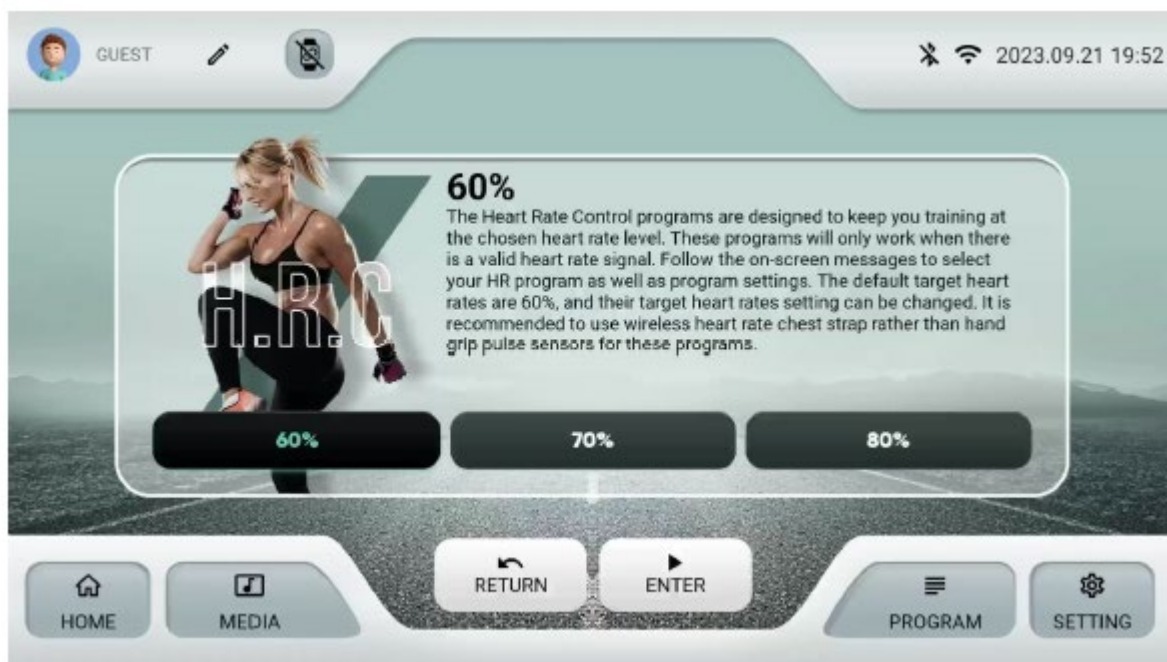 GUEST
2023.09.21 19:52
60%
The Heart Rate Control programs are designed to keep you training at
the chosen heart rate level. These programs will only work when there
is a valid heart rate signal. Follow the on-screen messages to select
your HR program as well as program settings. The default target heart
rates are 60%, and their target heart rates setting can be changed. It is
recommended to use wireless heart rate chest strap rather than hand
grip pulse sensors for these programs.
H.R.C
60%
70%
80%
RETURN
ENTER
HOME
MEDIA
PROGRAM
SETTING